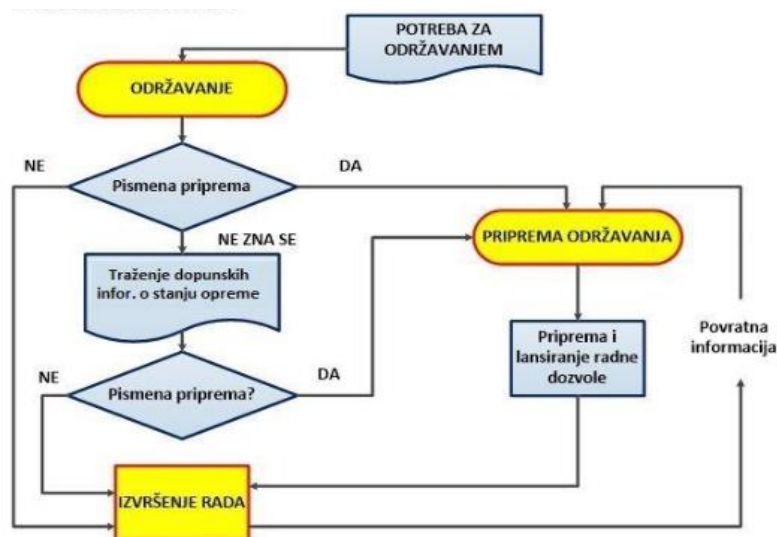 POTREBA ZA
ODRŽAVANJEM
ODRŽAVANJE
NE
DA
Pismena priprema
NE ZNA SE
PRIPREMA ODRŽAVANJA
Traženje dopunskih
infor. o stanju opreme
Priprema i
lansiranje radne
dozvole
Povratna
informacija
NE
DA
Pismena priprema?
IZVRŠENJE RADA